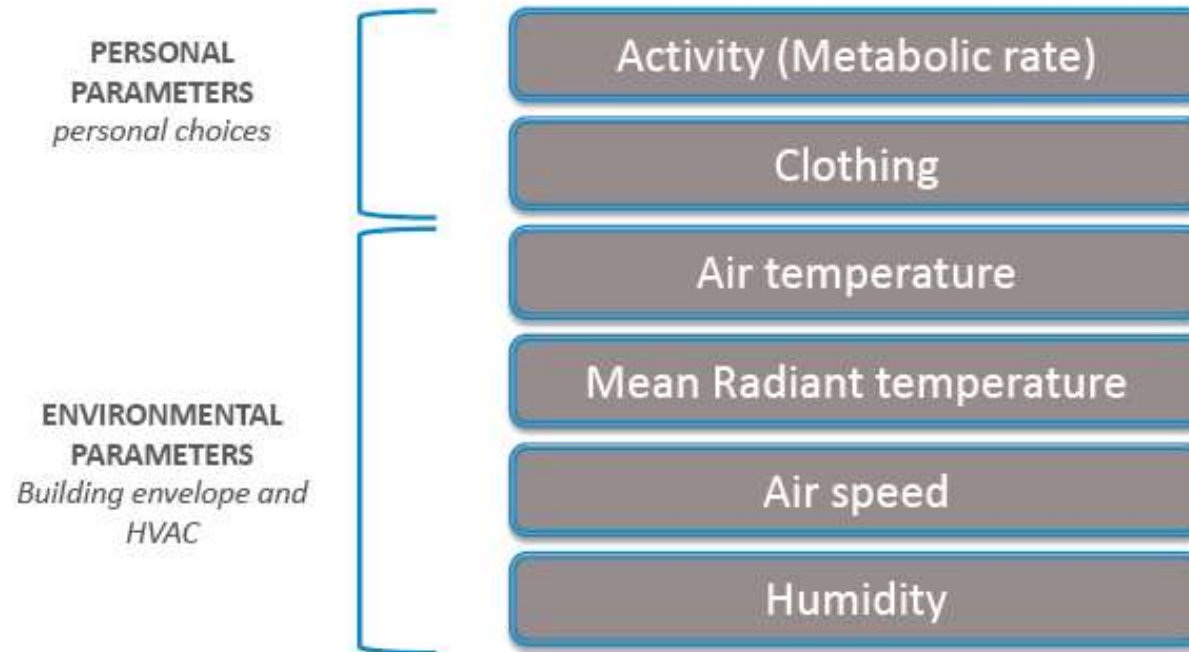 PERSONAL
PARAMETERS
personal choices
Activity (Metabolic rate)
Clothing
ENVIRONMENTAL
PARAMETERS
Building envelope and
HVAC
Air temperature
Mean Radiant temperature
Air speed
Humidity